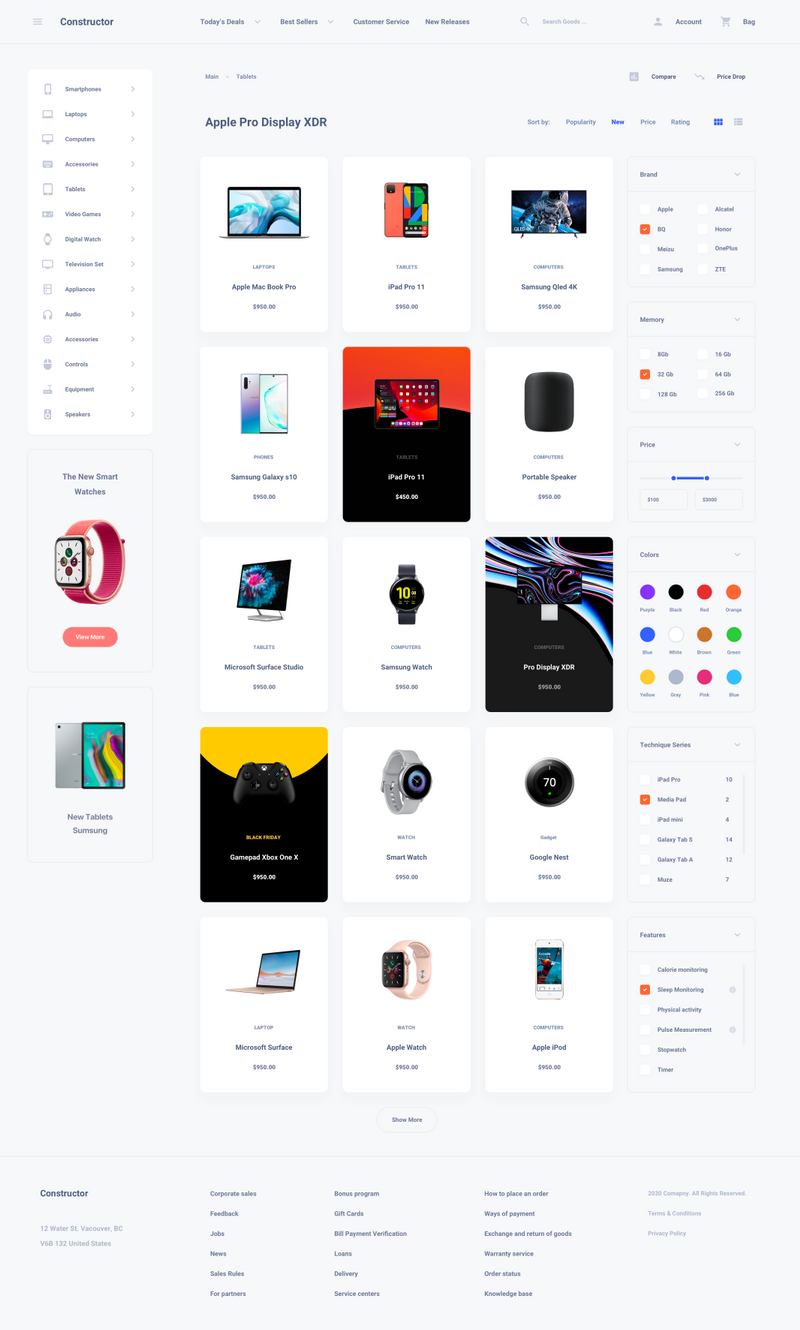 Constructor
Today's Deals
Best Sellers
Customer Service
New Releases
Search Goods ...
Account
Bag
Smartphones
Laptops
Computers
Accessories
Tablets
Video Games
Digital Watch
Television Set
Appliances
Audio
Accessories
Controls
Equipment
Speakers
The New Smart
Watches
View More
New Tablets
Sumsung
Main
Tablets
Compare
Price Drop
Apple Pro Display XDR
Sort by:
Popularity
New
Price
Rating
LAPTOPS
Apple Mac Book Pro
$950.00
TABLETS
iPad Pro 11
$950.00
QLED 4K
COMPUTERS
Samsung Qled 4K
$950.00
PHONES
Samsung Galaxy s10
$950.00
TABLETS
iPad Pro 11
$450.00
COMPUTERS
Portable Speaker
$950.00
TABLETS
Microsoft Surface Studio
$950.00
COMPUTERS
Samsung Watch
$950.00
COMPUTERS
Pro Display XDR
$950.00
BLACK FRIDAY
Gamepad Xbox One X
$950.00
WATCH
Smart Watch
$950.00
70
Gadget
Google Nest
$950.00
LAPTOP
Microsoft Surface
$950.00
WATCH
Apple Watch
$950.00
COMPUTERS
Apple iPod
$950.00
Show More
Brand
Apple
Alcatel
BQ
Honor
Meizu
OnePlus
Samsung
ZTE
Memory
8Gb
16 Gb
32 Gb
64 Gb
128 Gb
256 Gb
Price
$100
$3000
Colors
Purple
Black
Red
Orange
Blue
White
Brown
Green
Yellow
Gray
Pink
Blue
Technique Series
iPad Pro 10
Media Pad 2
iPad mini 4
Galaxy Tab S 14
Galaxy Tab A 12
Muze 7
Features
Calorie monitoring
Sleep Monitoring
Physical activity
Pulse Measurement
Stopwatch
Timer
Constructor
12 Water St. Vacouver, BC
V6B 132 United States
Corporate sales
Feedback
Jobs
News
Sales Rules
For partners
Bonus program
Gift Cards
Bill Payment Verification
Loans
Delivery
Service centers
How to place an order
Ways of payment
Exchange and return of goods
Warranty service
Order status
Knowledge base
2030 Comapny. All Rights Reserved.
Terms & Conditions
Privacy Policy